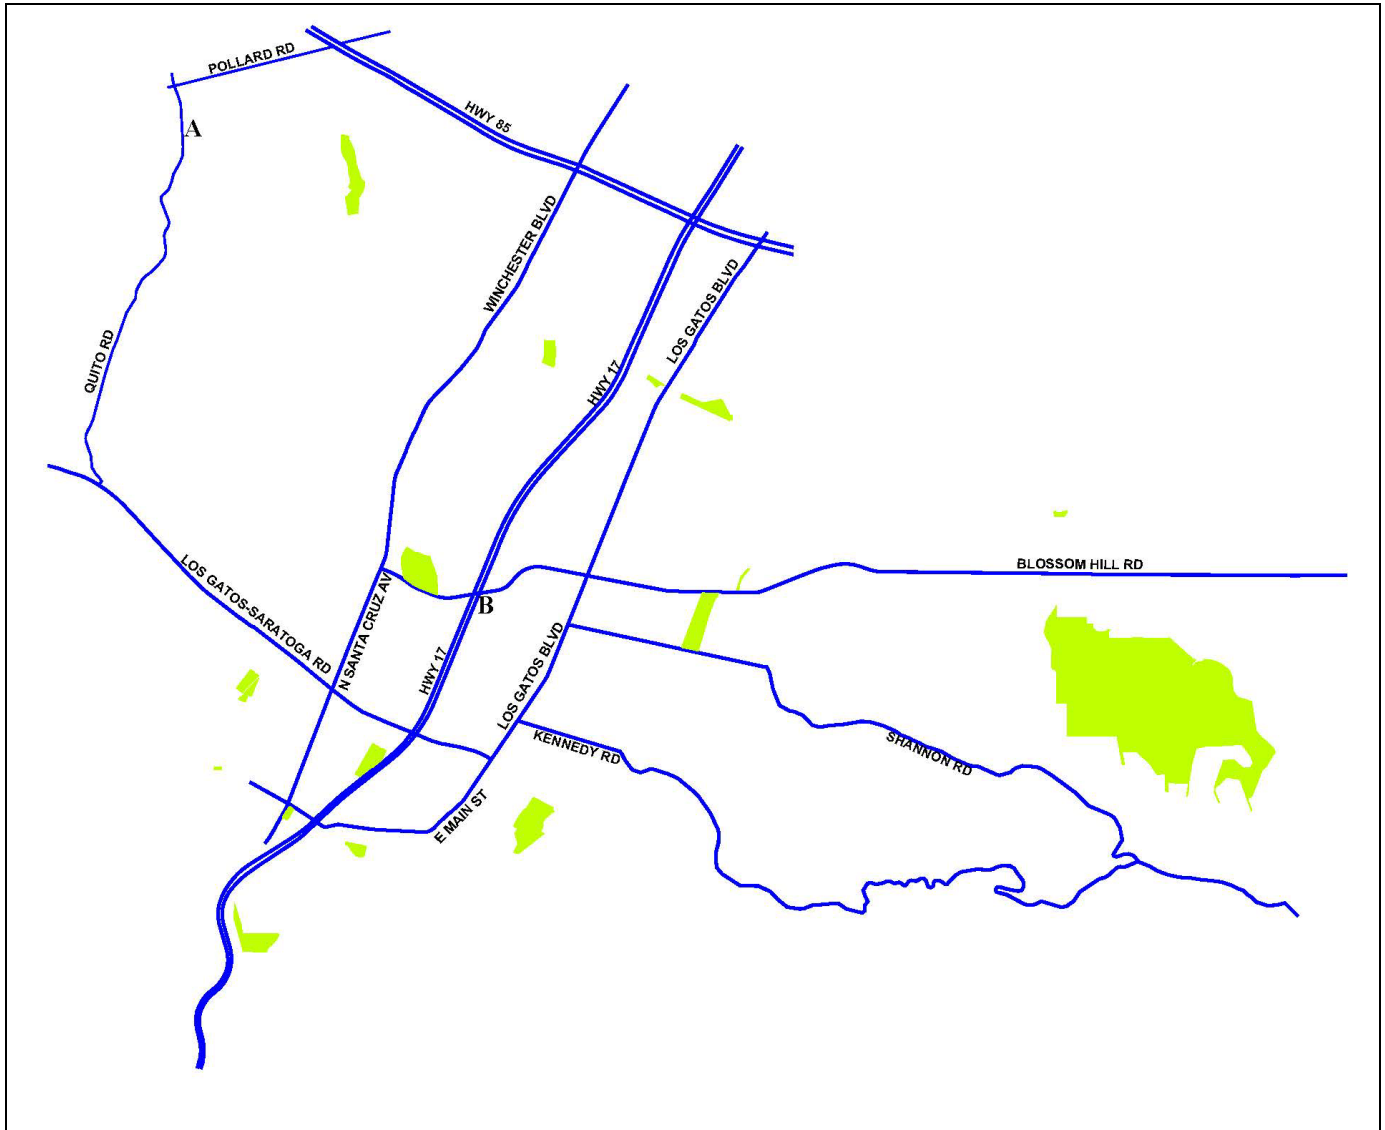 POLLARD RD
HWY 85
A
WINCHESTER BLVD
LOS GATOS BLVD
QUITO RD
HWY 17
BLOSSOM HILL RD
LOS GATOS-SARATOGA RD
N SANTA CRUZ AV
B
HWY 17
LOS GATOS BLVD
KENNEDY RD
SHANNON RD
E MAIN ST